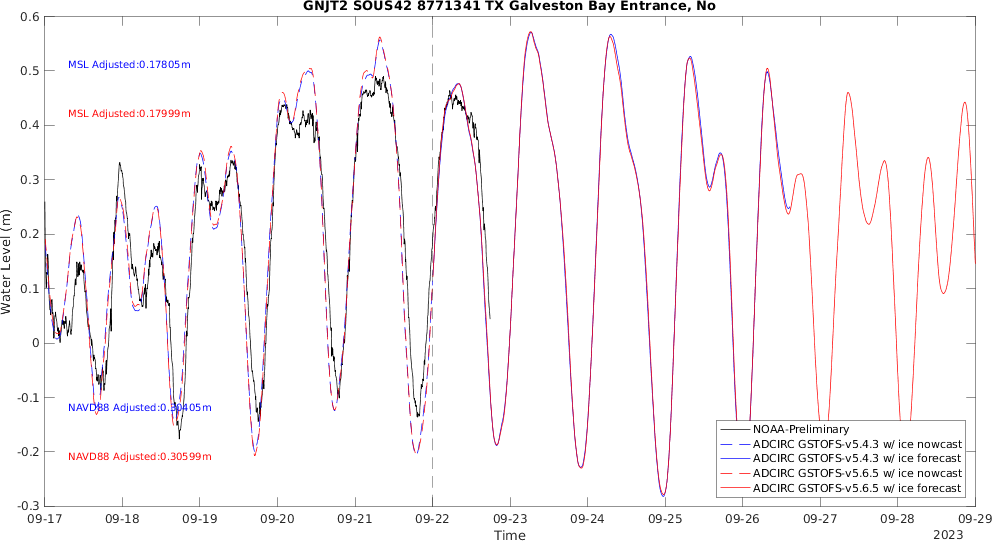 GNJT2 SOUS42 8771341 TX Galveston Bay Entrance, No
Water Level (m)
0.6
0.5
0.4
0.3
0.2
0.1
0
-0.1
-0.2
-0.3
MSL Adjusted:0.17805m
MSL Adjusted:0.17999m
NAVD88 Adjusted:0.30405m
NAVD88 Adjusted:0.30599m
NOAA-Preliminary
ADCIRC GSTOFS-v5.4.3 w/ ice nowcast
ADCIRC GSTOFS-v5.4.3 w/ ice forecast
ADCIRC GSTOFS-v5.6.5 w/ ice nowcast
ADCIRC GSTOFS-v5.6.5 w/ ice forecast
09-17 09-18 09-19 09-20 09-21 09-22 09-23 09-24 09-25 09-26 09-27 09-28 09-29
Time
2023